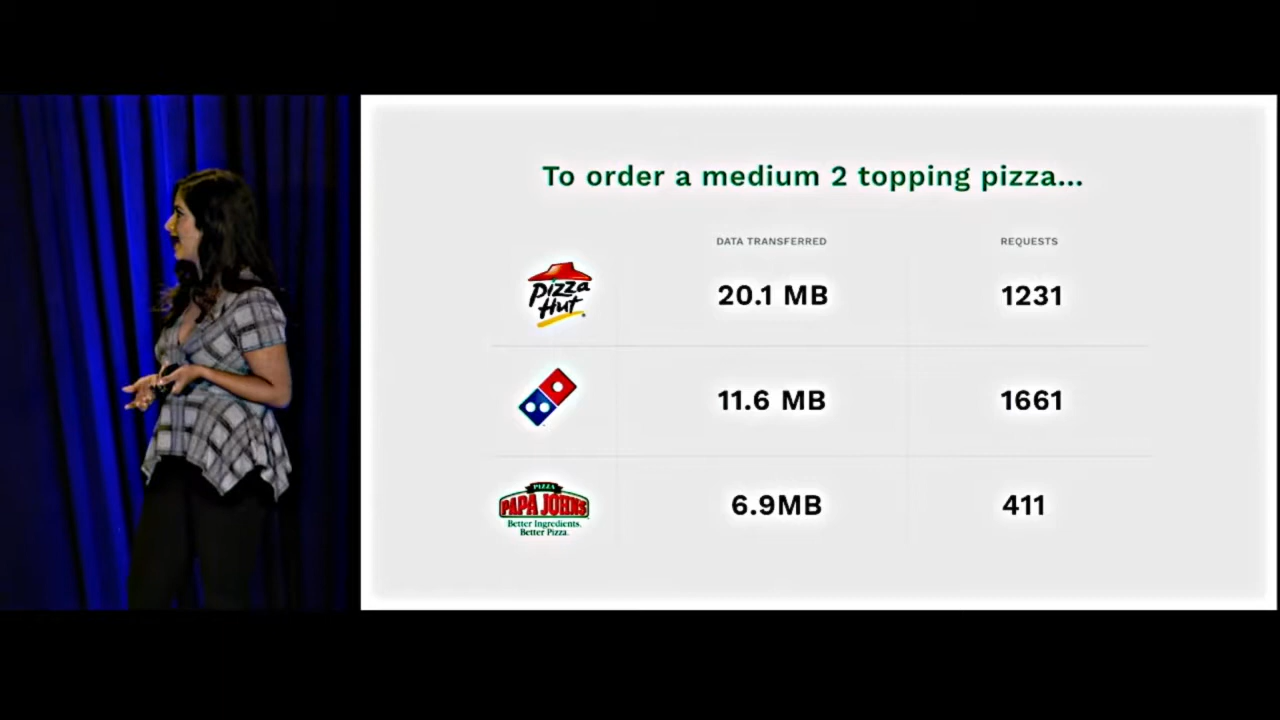 To order a medium 2 topping pizza...
DATA TRANSFERRED REQUESTS
Pizza
Hut
20.1 MB 1231
11.6 MB 1661
PIZZA
PAPA JOHNS
Better Ingredients.
Better Pizza.
6.9MB 411